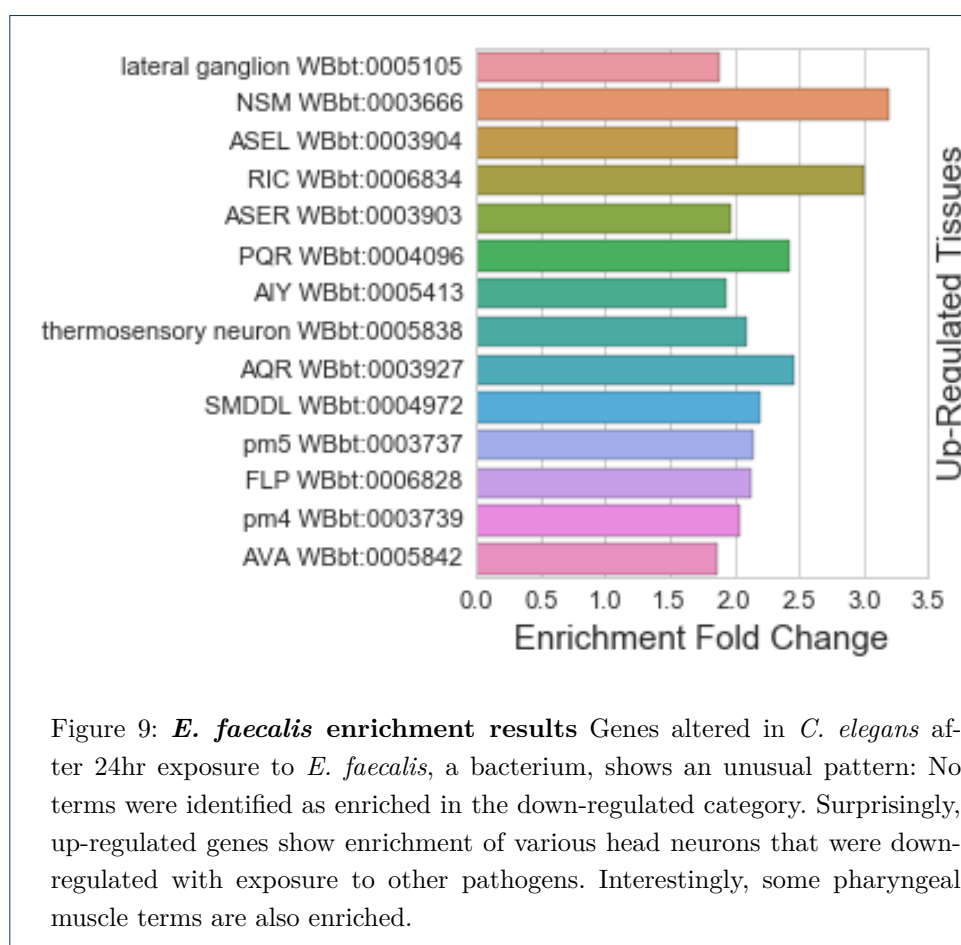 lateral ganglion WBbt:0005105
NSM WBbt:0003666
ASEL WBbt:0003904
RIC WBbt:0006834
ASER WBbt:0003903
PQR WBbt:0004096
AIY WBbt:0005413
thermosensory neuron WBbt:0005838
AQR WBbt:0003927
SMDDL WBbt:0004972
pm5 WBbt:0003737
FLP WBbt:0006828
pm4 WBbt:0003739
AVA WBbt:0005842
0.0 0.5 1.0 1.5 2.0 2.5 3.0 3.5
Enrichment Fold Change
Up-Regulated Tissues
Figure 9: E. faecalis enrichment results Genes altered in C. elegans af-
ter 24hr exposure to E. faecalis, a bacterium, shows an unusual pattern: No
terms were identified as enriched in the down-regulated category. Surprisingly,
up-regulated genes show enrichment of various head neurons that were down-
regulated with exposure to other pathogens. Interestingly, some pharyngeal
muscle terms are also enriched.